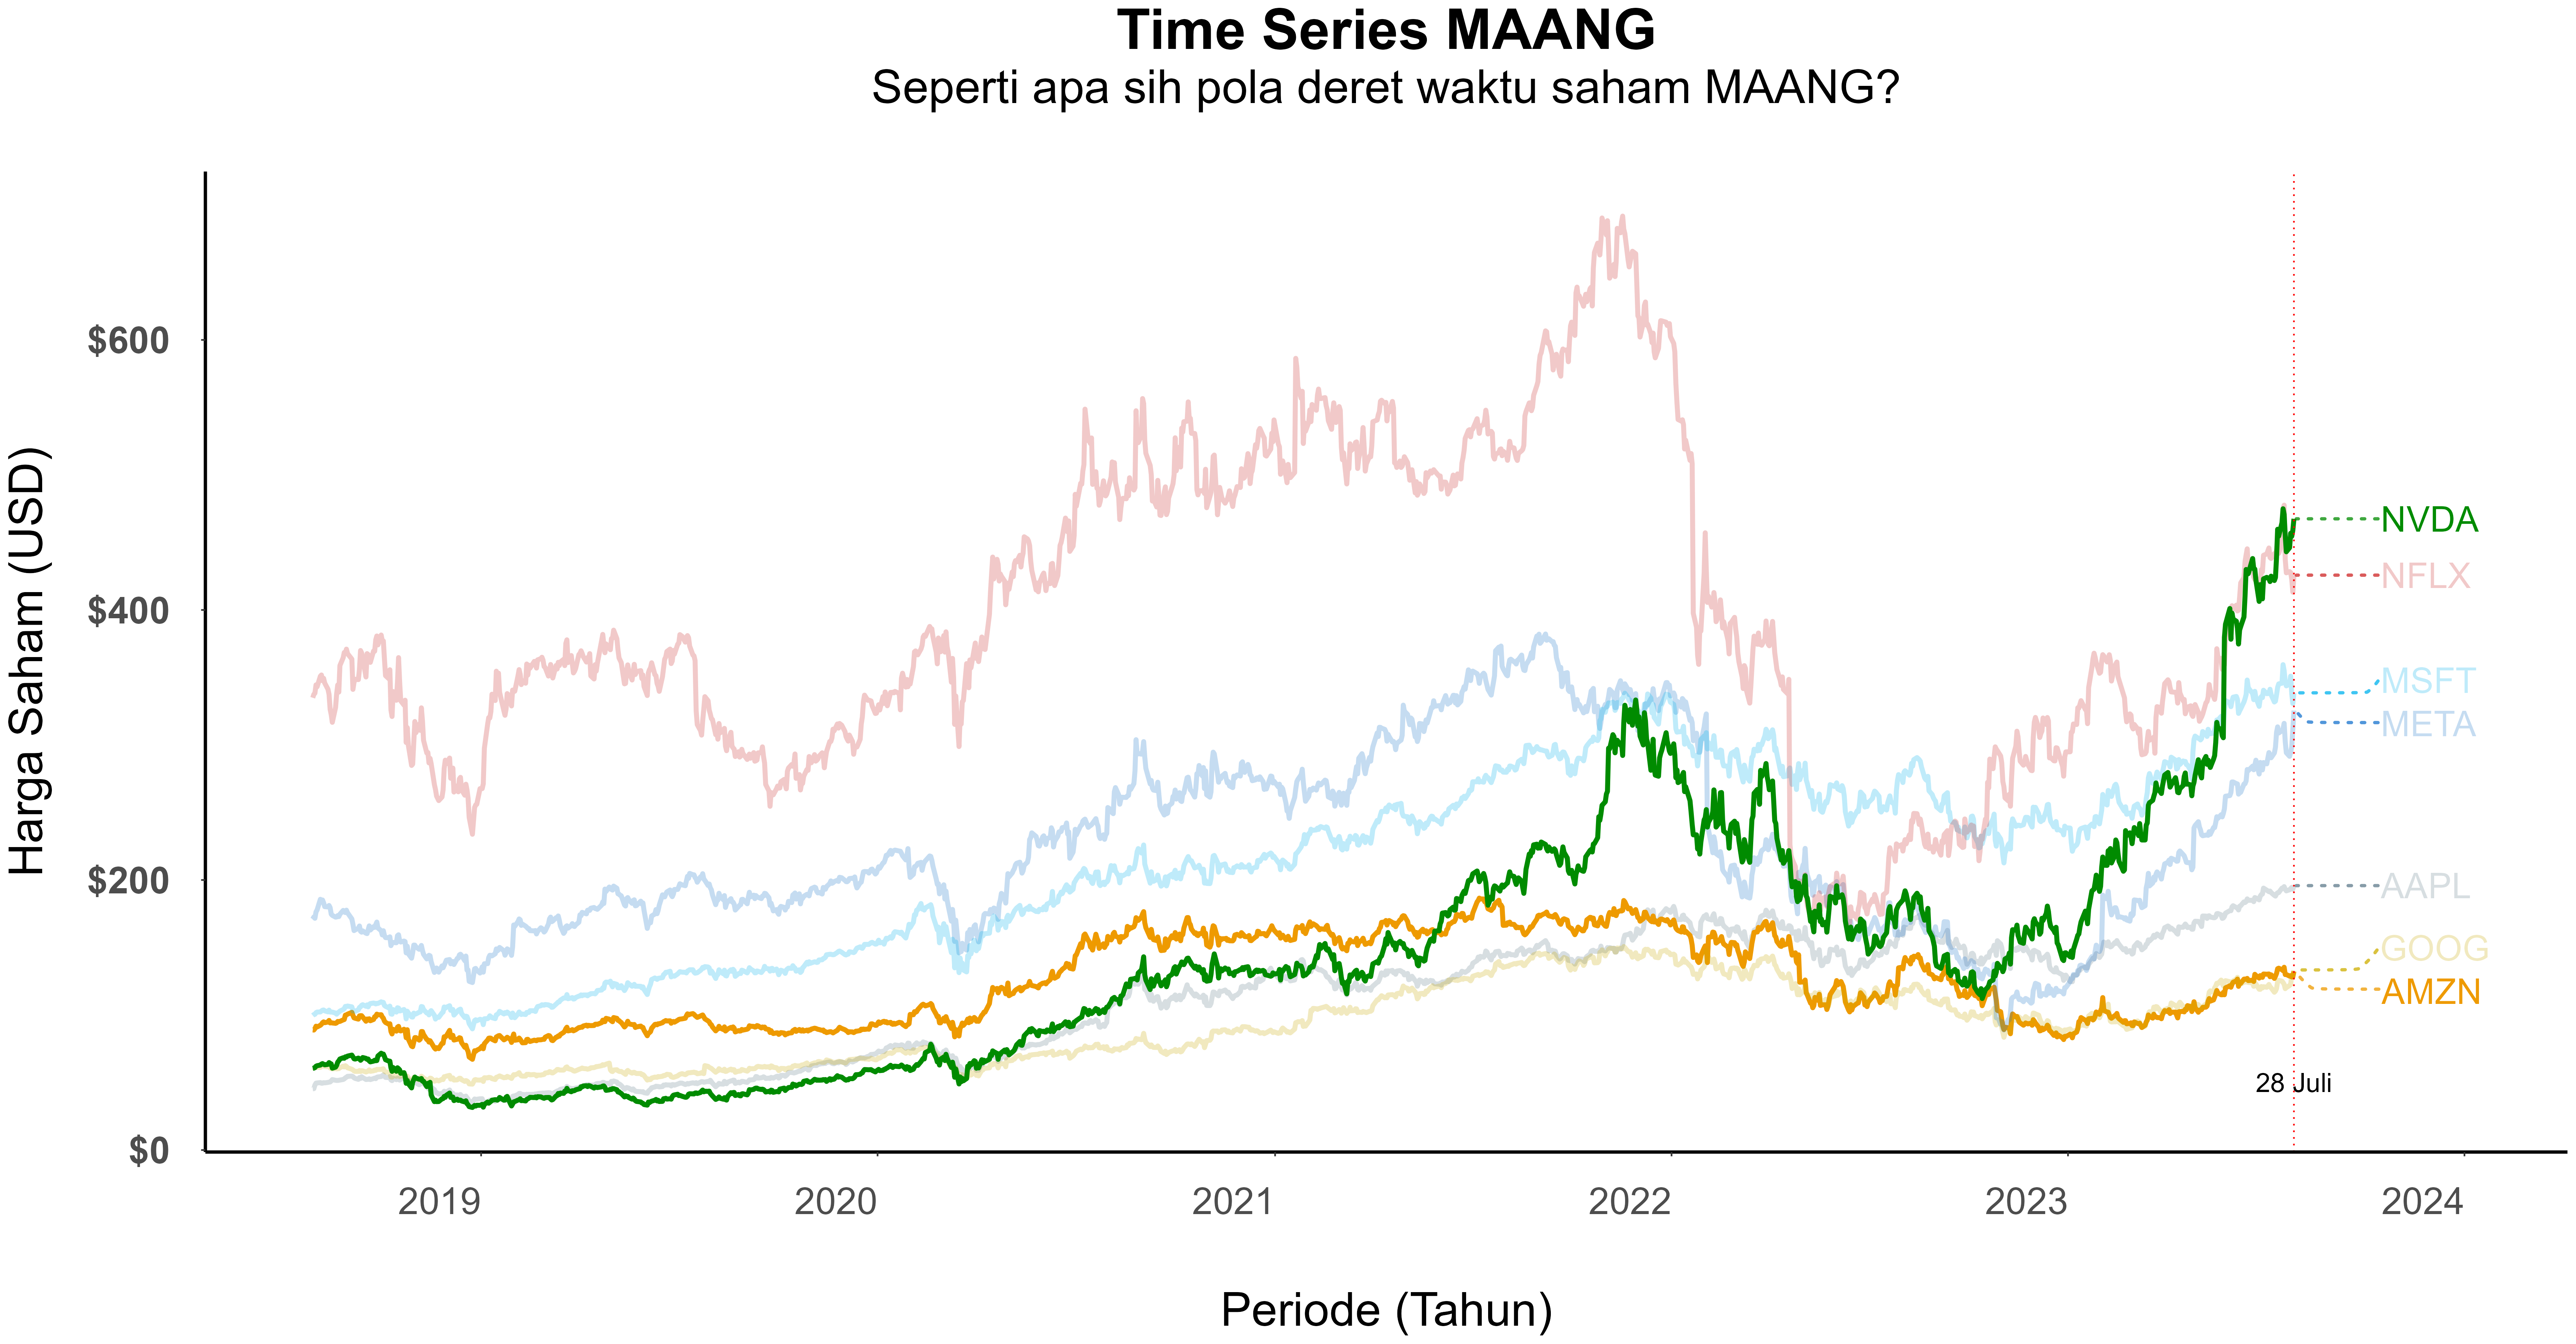 Time Series MAANG
Seperti apa sih pola deret waktu saham MAANG?
Harga Saham (USD)
$600
$400
$200
$0
NVDA
NFLX
MSFT
META
AAPL
GOOG
AMZN
28 Juli
2019 2020 2021 2022 2023 2024
Periode (Tahun)